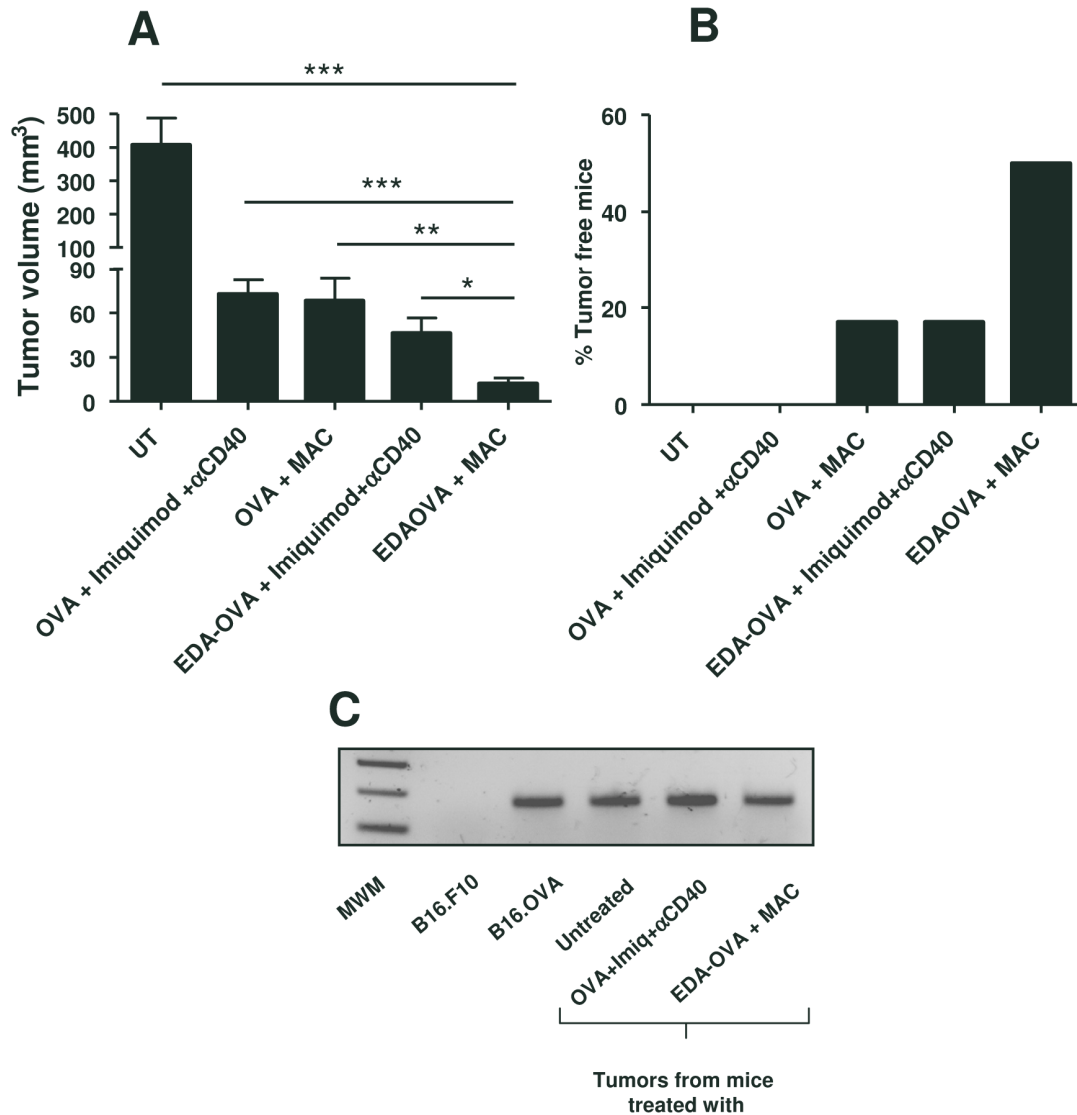 A
B
***
500
400
300
200
100
90
60
30
0
Tumor volume (mm³)
***
**
*
UT
OVA + Imiquimod +αCD40
OVA + MAC
EDA-OVA + Imiquimod+αCD40
EDAOVA + MAC
60
40
20
0
% Tumor free mice
UT
OVA + Imiquimod +αCD40
OVA + MAC
EDA-OVA + Imiquimod+αCD40
EDAOVA + MAC
C
MWM
B16.F10
B16.OVA
Untreated
OVA+Imiq+αCD40
EDA-OVA + MAC
Tumors from mice
treated with